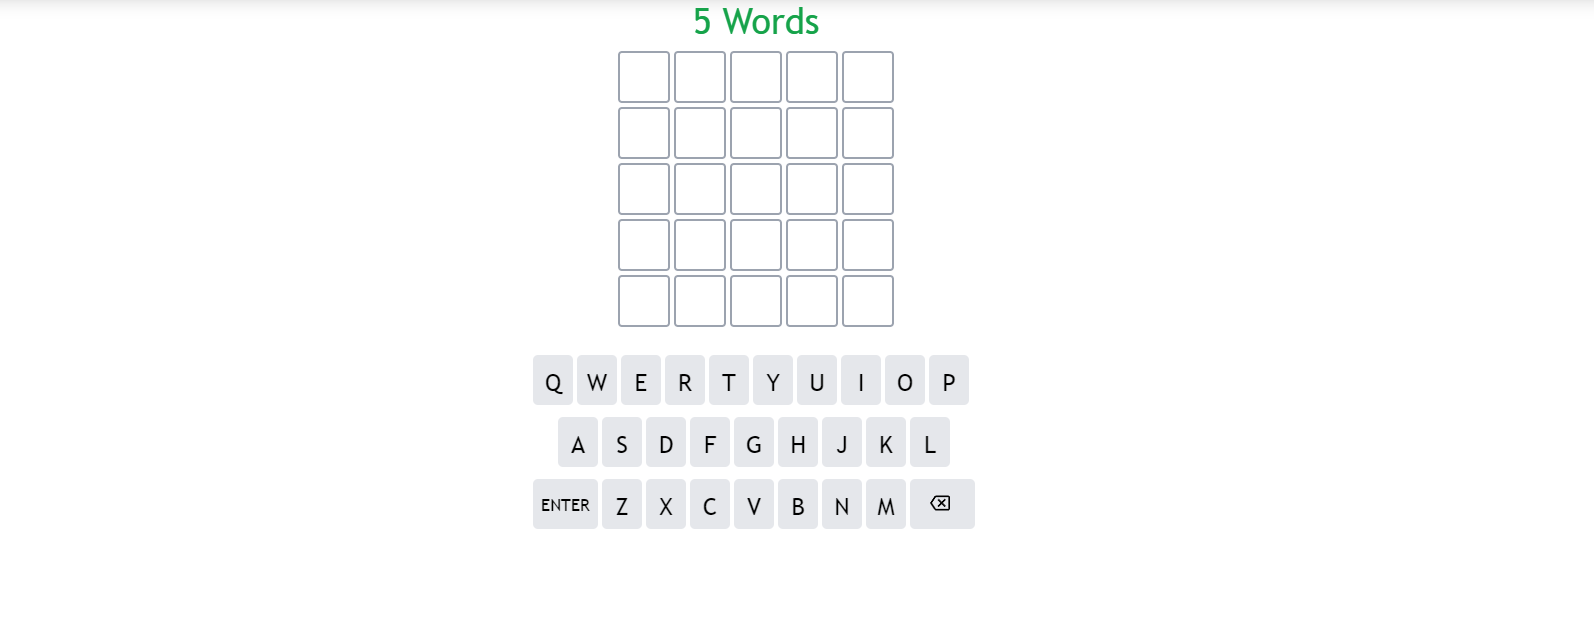 5 Words
Q W E R T Y U I O P
A S D F G H J K L
ENTER Z X C V B N M